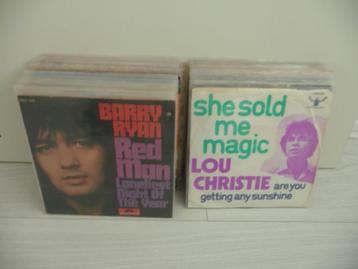 BARRY
RYAN
Red
Man
Loneliest
Night Of
The Year
she sold
me
magic
LOU
CHRISTIE are you
getting any sunshine